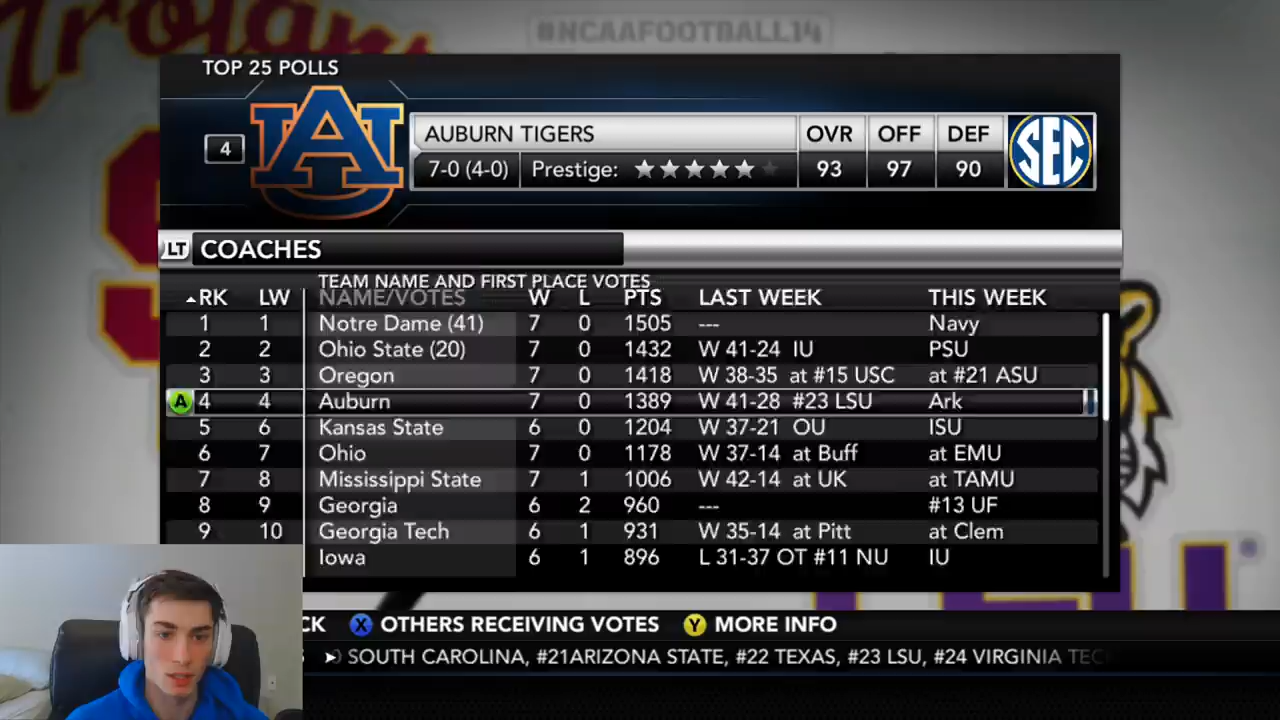 Trojans
#NCAAFOOTBALL14
TOP 25 POLLS
4
AUBURN TIGERS OVR OFF DEF
7-0 (4-0) Prestige: 93 97 90
SEC
LT COACHES
TEAM NAME AND FIRST PLACE VOTES
RK LW NAME/VOTES W L PTS LAST WEEK THIS WEEK
1 1 Notre Dame (41) 7 0 1505 --- Navy
2 2 Ohio State (20) 7 0 1432 W 41-24 IU PSU
3 3 Oregon 7 0 1418 W 38-35 at #15 USC at #21 ASU
A 4 4 Auburn 7 0 1389 W 41-28 #23 LSU Ark
5 6 Kansas State 6 0 1204 W 37-21 OU ISU
6 7 Ohio 7 0 1178 W 37-14 at Buff at EMU
7 8 Mississippi State 7 1 1006 W 42-14 at UK at TAMU
8 9 Georgia 6 2 960 --- #13 UF
9 10 Georgia Tech 6 1 931 W 35-14 at Pitt at Clem
Iowa 6 1 896 L 31-37 OT #11 NU IU
CK X OTHERS RECEIVING VOTES Y MORE INFO
SOUTH CAROLINA, #21ARIZONA STATE, #22 TEXAS, #23 LSU, #24 VIRGINIA TEC